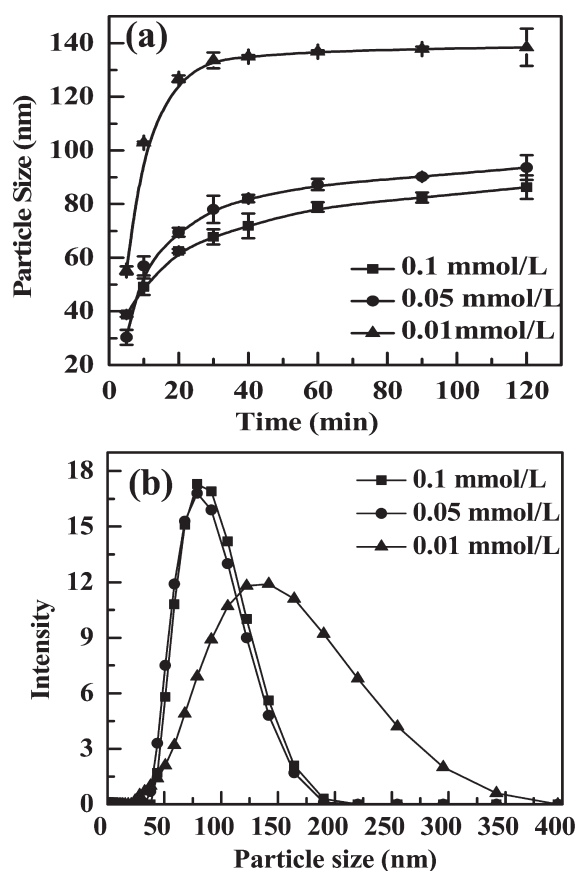 (a)
140
120
100
80
60
40
20
Particle Size (nm)
0.1 mmol/L
0.05 mmol/L
0.01mmol/L
0 20 40 60 80 100 120
Time (min)
(b)
18
15
12
9
6
3
0
Intensity
0.1 mmol/L
0.05 mmol/L
0.01 mmol/L
0 50 100 150 200 250 300 350 400
Particle size (nm)